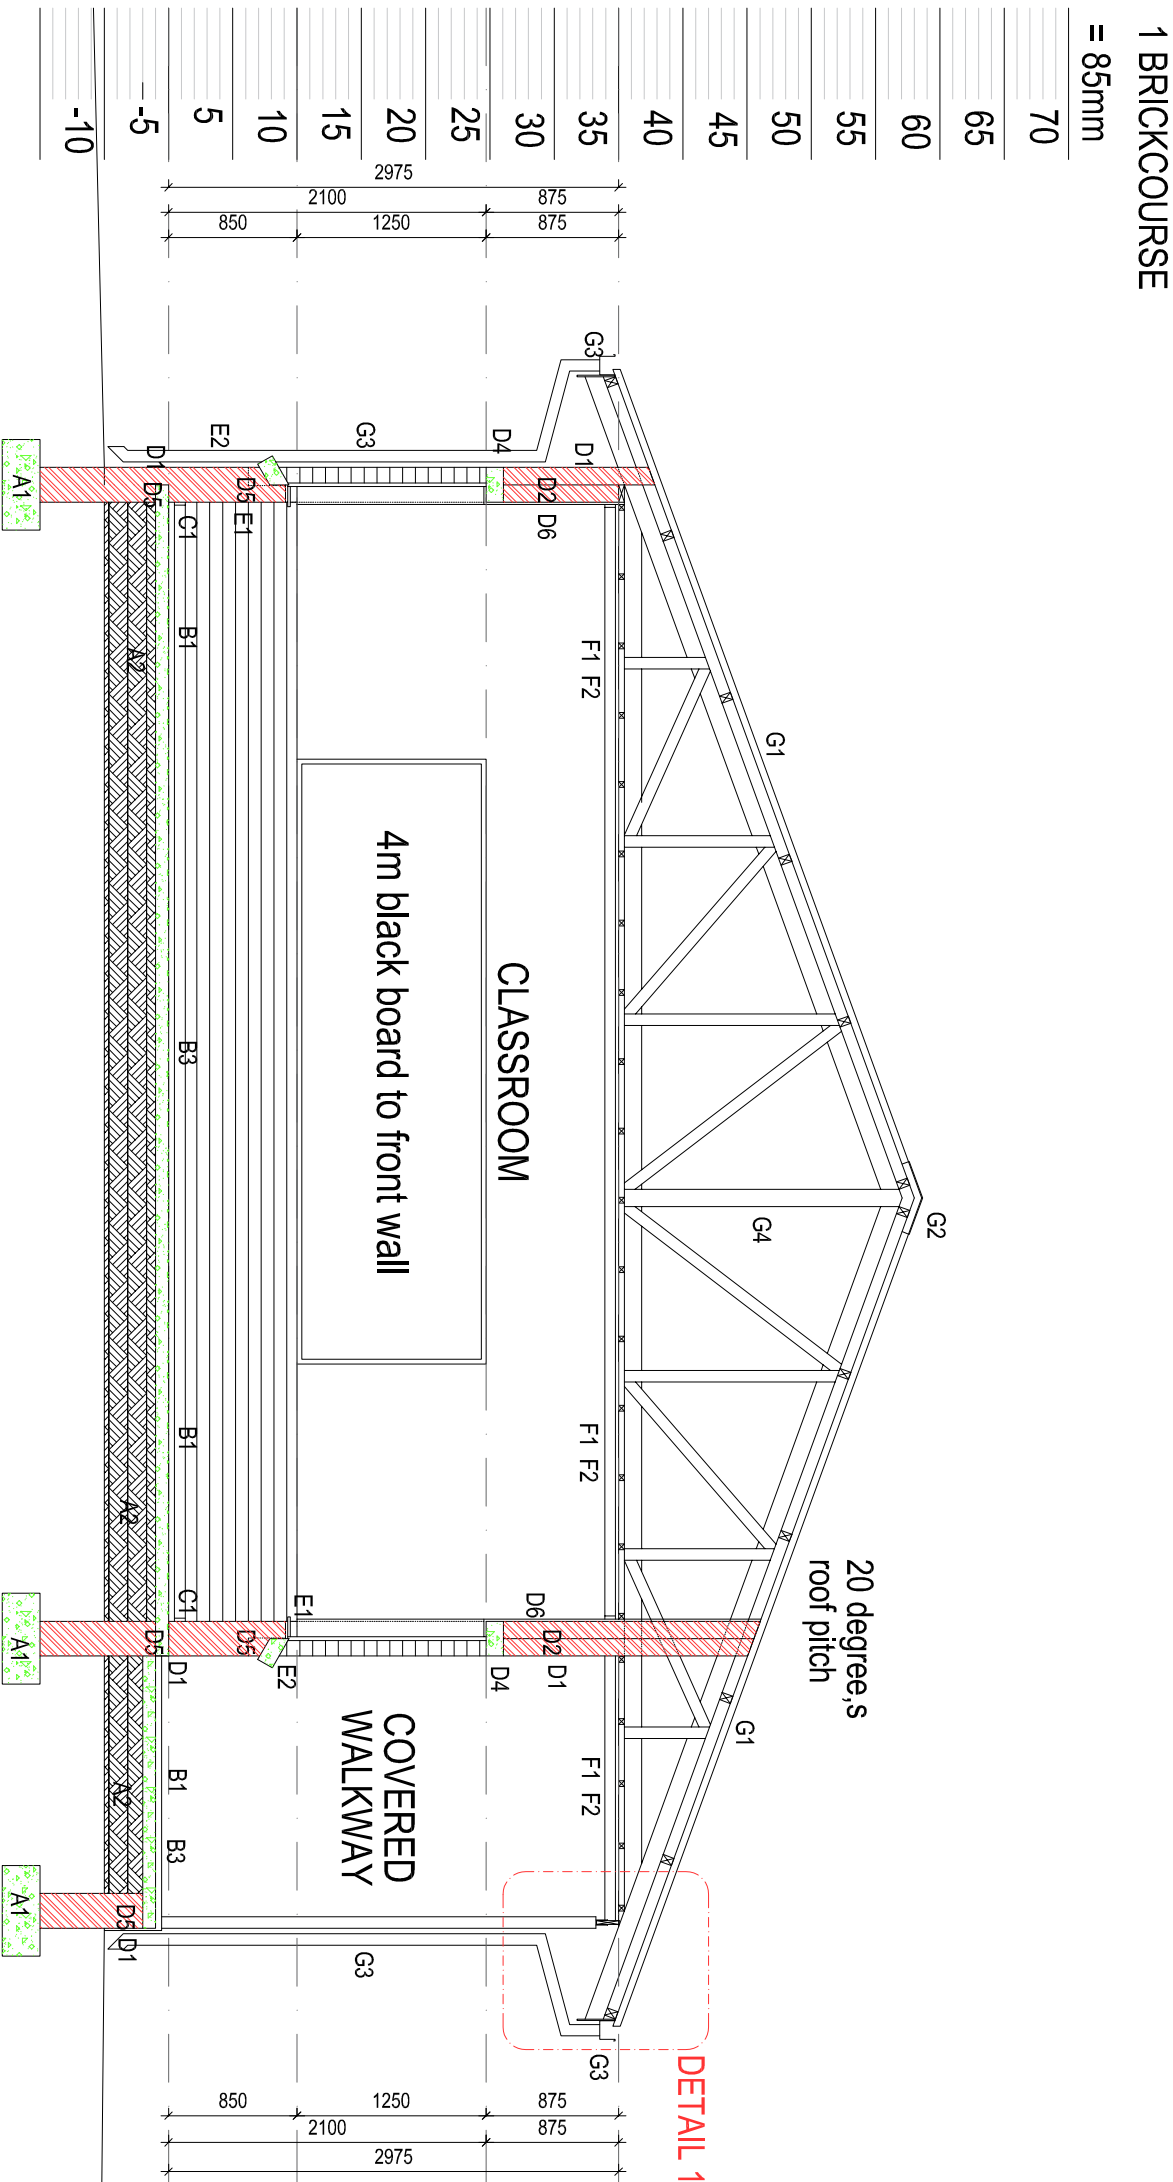 1 BRICKCOURSE
= 85mm
70
65
60
55
50
45
40
35
30
25
20
15
10
5
-5
-10
2975
2100
875
850
1250
875
G2
G1
G4
20 degree,s
roof pitch
G1
DETAIL 1
G3
D1
D2
D6
F1 F2
F1 F2
D6
D2
D1
F1 F2
G3
D4
CLASSROOM
D4
G3
4m black board to front wall
COVERED
WALKWAY
G3
E2
D5
E1
E1
D5
E2
D1
D5
C1
B1
B3
B1
C1
D5
D1
B1
B3
A2
A2
A2
D5
D1
A1
A1
A1
850
1250
875
2100
875
2975